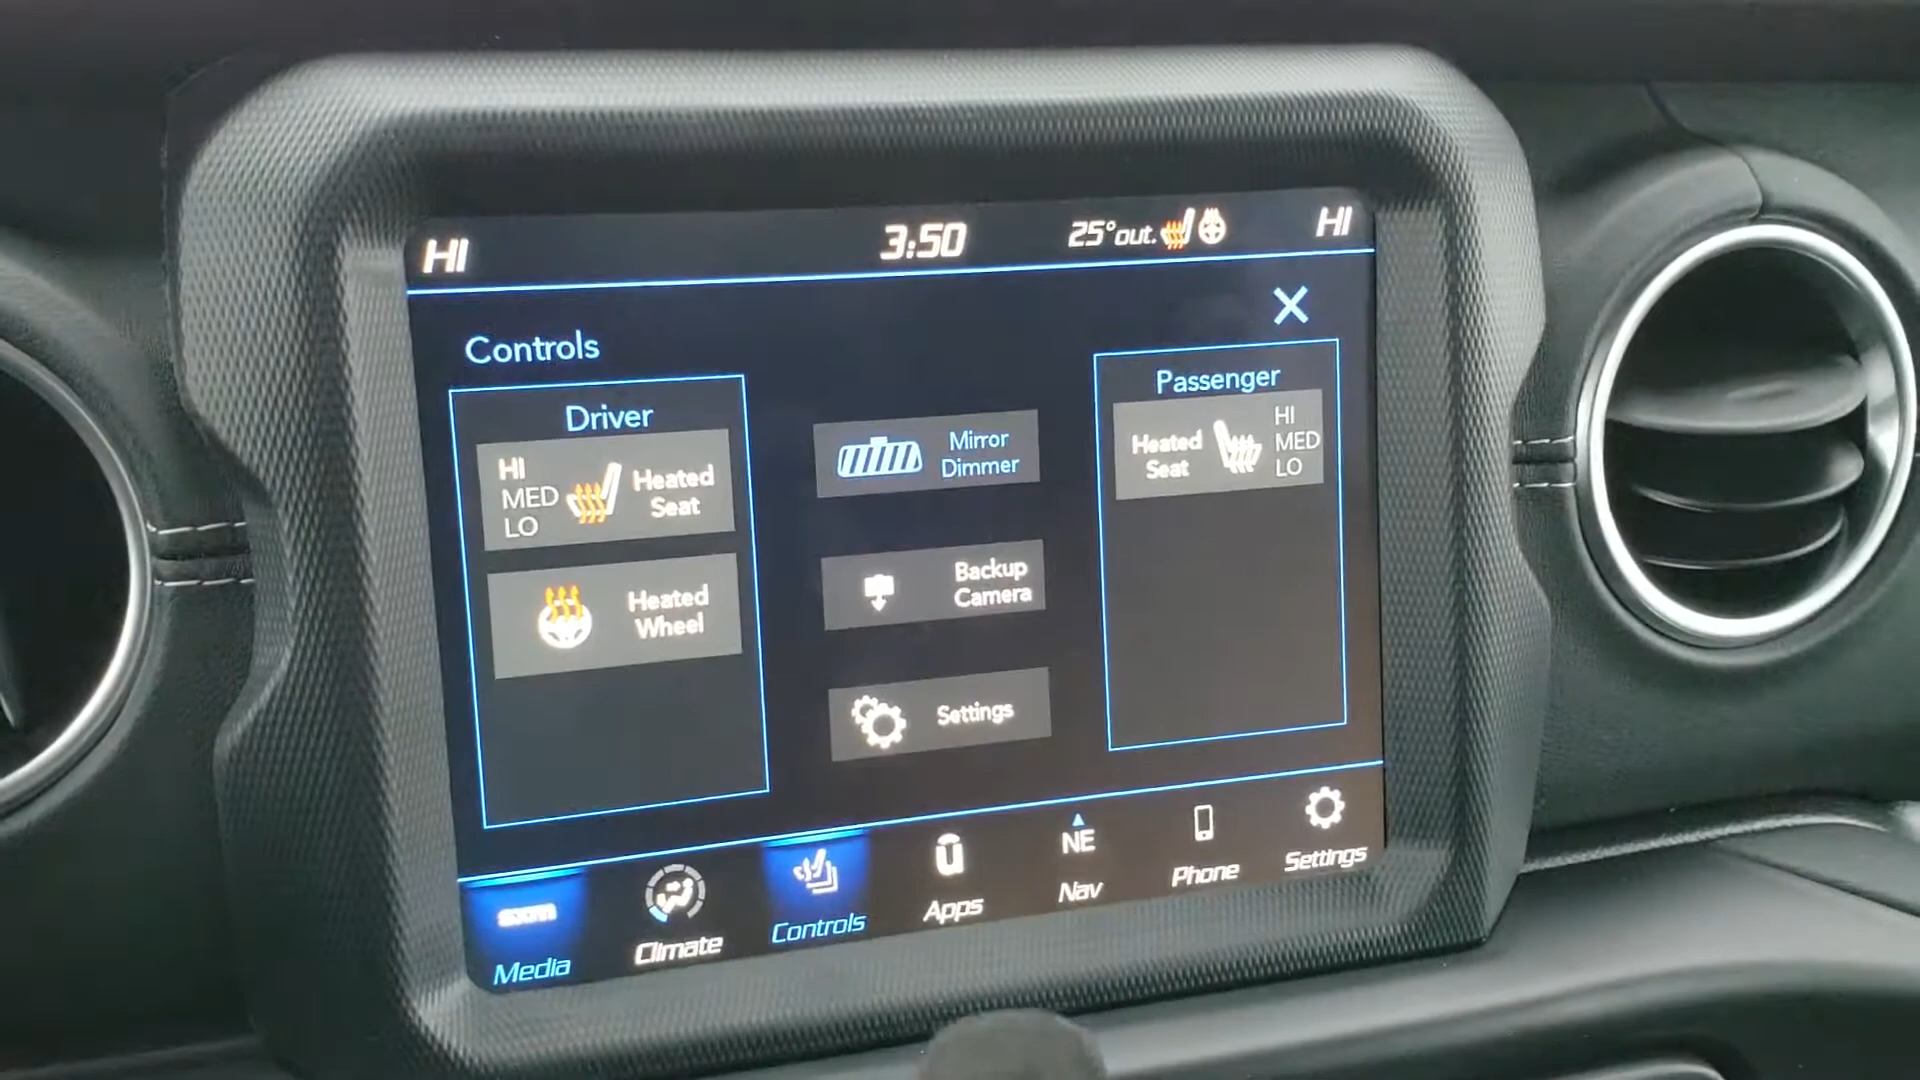 HI
3:50
25°out.
HI
Controls
Driver
HI
MED
LO
Heated
Seat
Heated
Wheel
Mirror
Dimmer
Backup
Camera
Settings
Passenger
Heated
Seat
HI
MED
LO
sxm
Media
Climate
Controls
u
Apps
NE
Nav
Phone
Settings